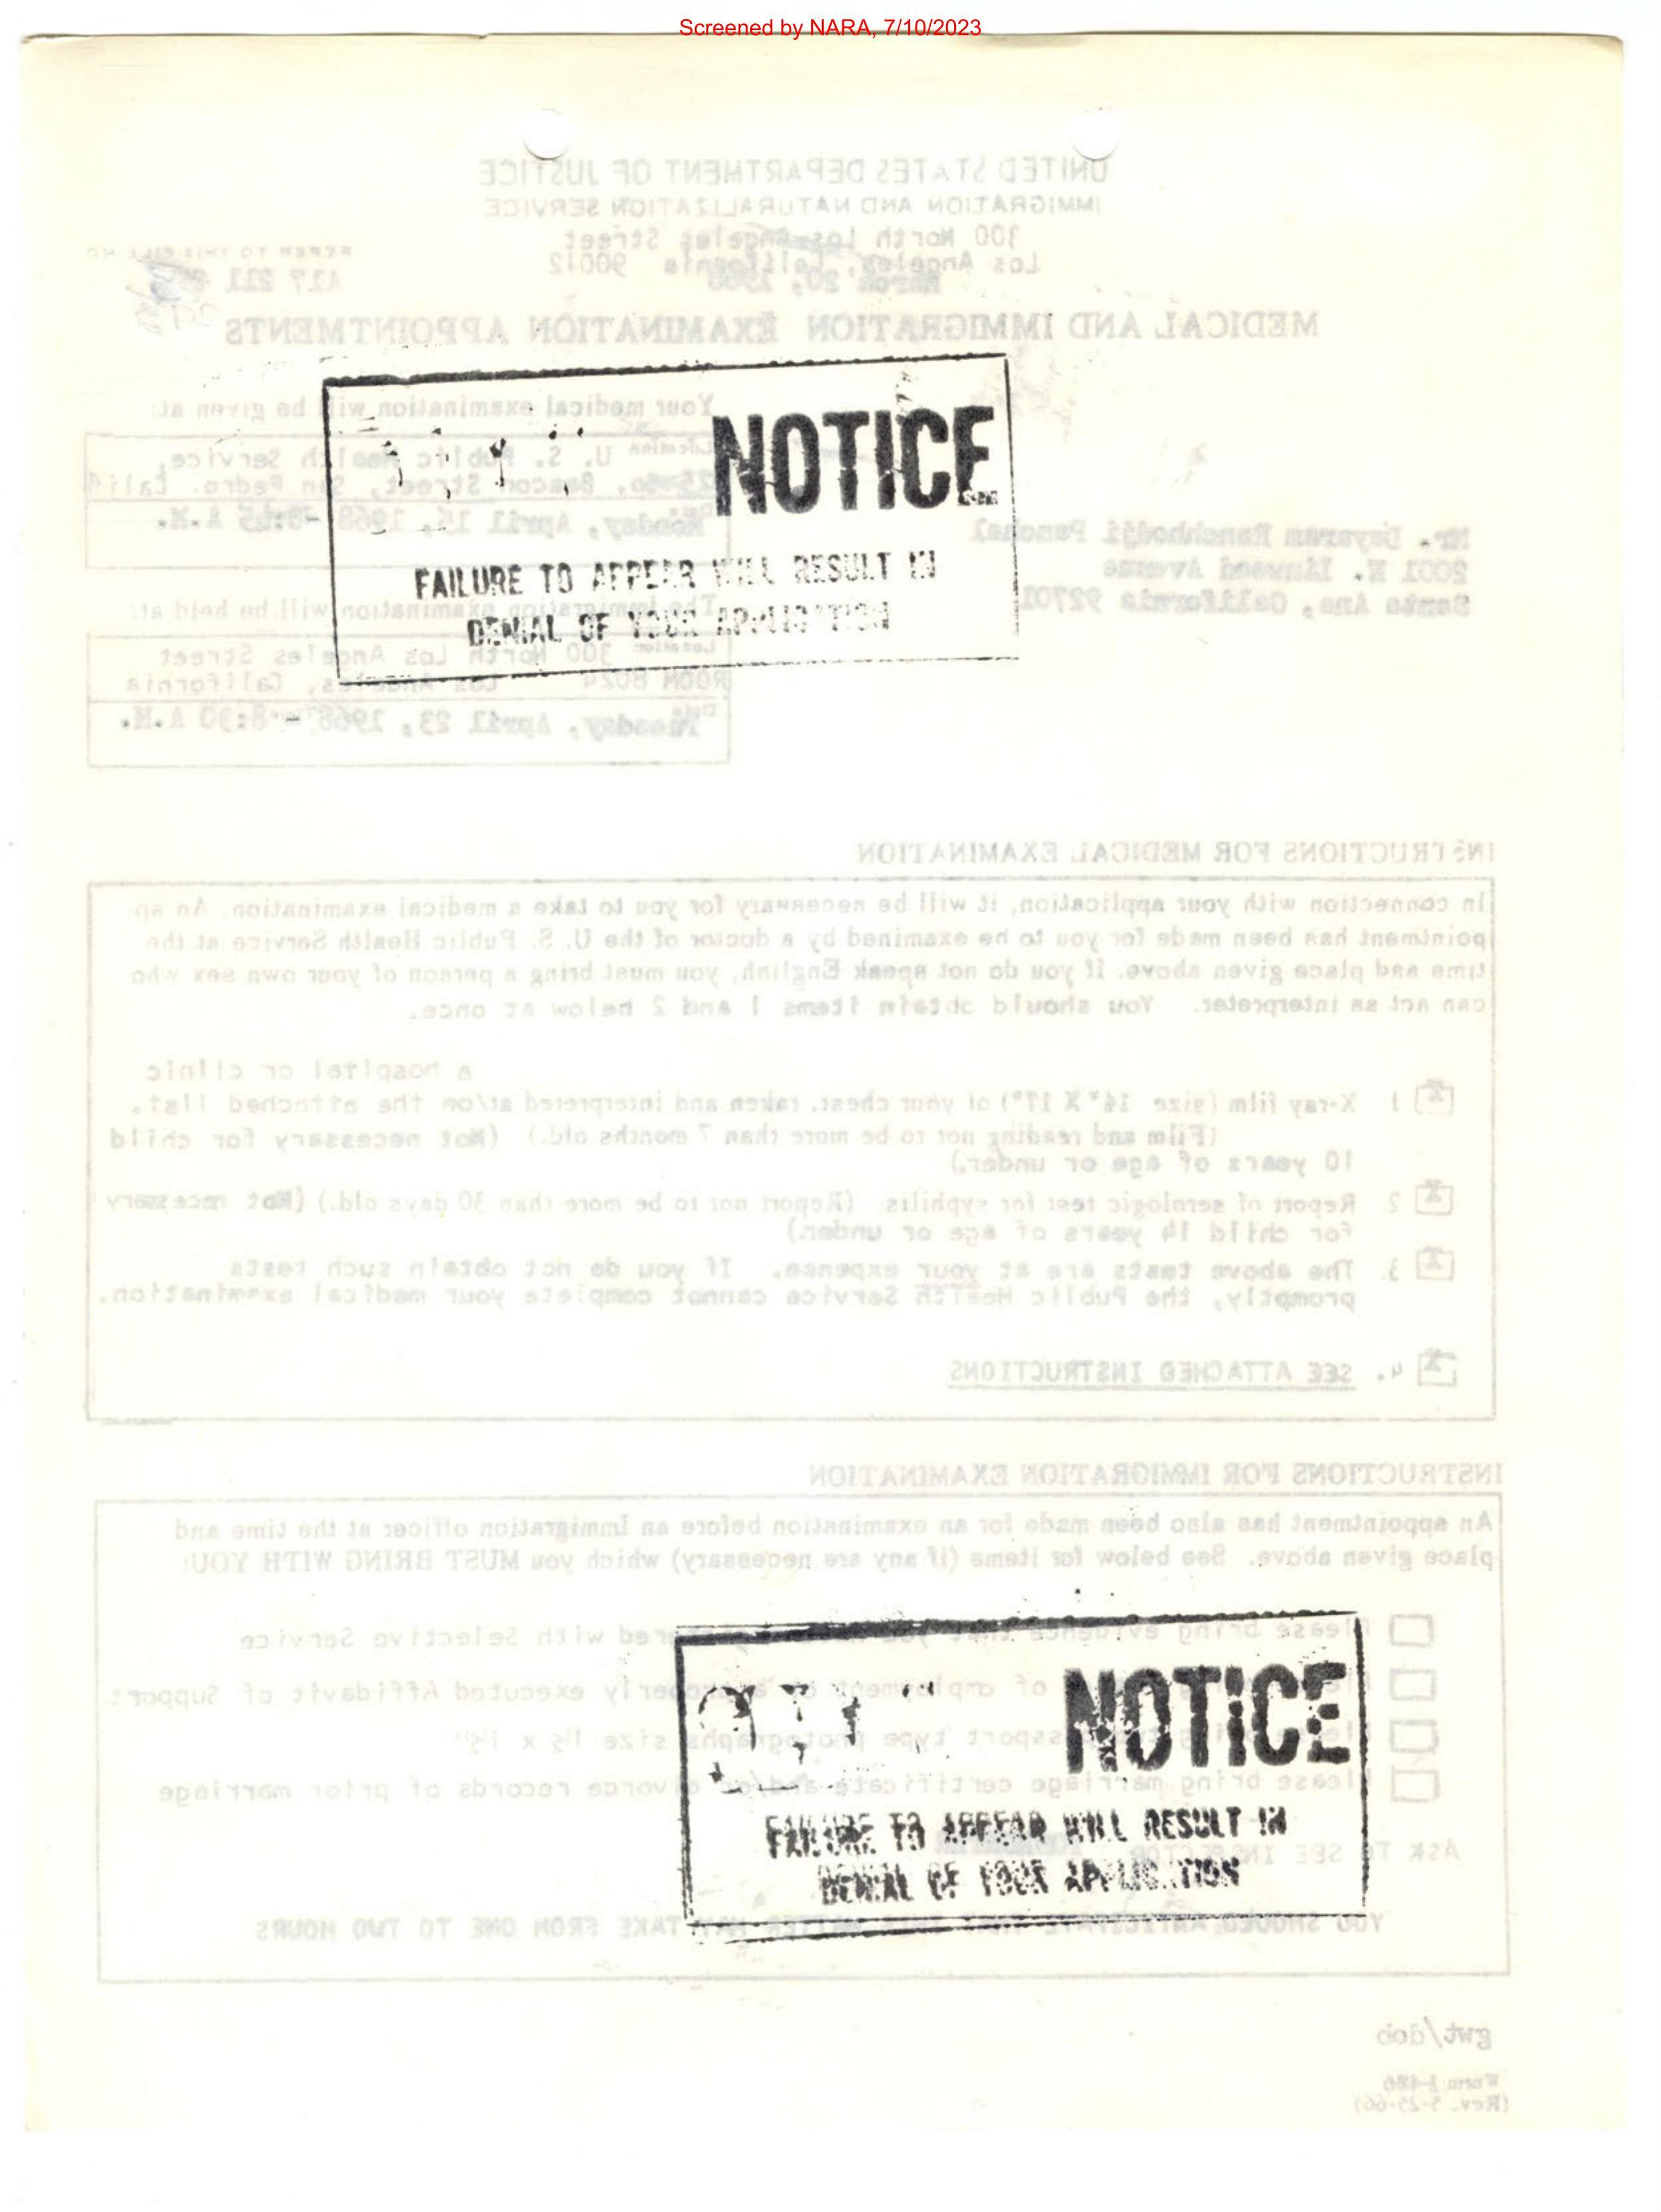 Screened by NARA, 7/10/2023
UNITED STATES DEPARTMENT OF JUSTICE
IMMIGRATION AND NATURALIZATION SERVICE
300 North Los Angeles Street
Los Angeles, California 90012
March 20, 1968
REFER TO THIS FILE NO
A17 211
MEDICAL AND IMMIGRATION EXAMINATION APPOINTMENTS
NOTICE
FAILURE TO APPEAR WILL RESULT IN
DENIAL OF YOUR APPLICATION
Your medical examination will be given at:
Location U. S. Public Health Service,
Beacon Street, San Pedro. Calif
Monday, April 15, 1968 - A.M.
Mr. Dayaram Ranchhodji Panchal
2001 N. Linwood Avenue
Santa Ana, California 92701
The immigration examination will be held at:
Location 300 North Los Angeles Street
ROOM 8024 Los Angeles, California
Date
Tuesday, April 23, 1968 - 8:30 A.M.
INSTRUCTIONS FOR MEDICAL EXAMINATION
In connection with your application, it will be necessary for you to take a medical examination. An ap-
pointment has been made for you to be examined by a doctor of the U. S. Public Health Service at the
time and place given above. If you do not speak English, you must bring a person of your own sex who
can act as interpreter. You should obtain items 1 and 2 below at once.
a hospital or clinic
X 1 X-ray film (size 14" X 17") of your chest, taken and interpreted at/on the attached list.
(Film and reading not to be more than 7 months old.) (Not necessary for child
10 years of age or under.)
X 2 Report of serologic test for syphilis (Report not to be more than 30 days old.) (Not necessary
for child 14 years of age or under.)
X 3. The above tests are at your expense. If you do not obtain such tests
promptly, the Public Health Service cannot complete your medical examination.
X 4. SEE ATTACHED INSTRUCTIONS
INSTRUCTIONS FOR IMMIGRATION EXAMINATION
An appointment has also been made for an examination before an Immigration officer at the time and
place given above. See below for items (if any are necessary) which you MUST BRING WITH YOU:
Please bring evidence that you have registered with Selective Service
of employment or a properly executed Affidavit of Support
passport type photographs size 1½ x 1½"
Please bring marriage certificate and/or divorce records of prior marriage
NOTICE
FAILURE TO APPEAR WILL RESULT IN
DENIAL OF YOUR APPLICATION
ASK TO SEE INSPECTOR
YOU SHOULD ANTICIPATE THAT THIS MATTER MAY TAKE FROM ONE TO TWO HOURS
gwt/dob
Form I-486
(Rev. 5-25-66)